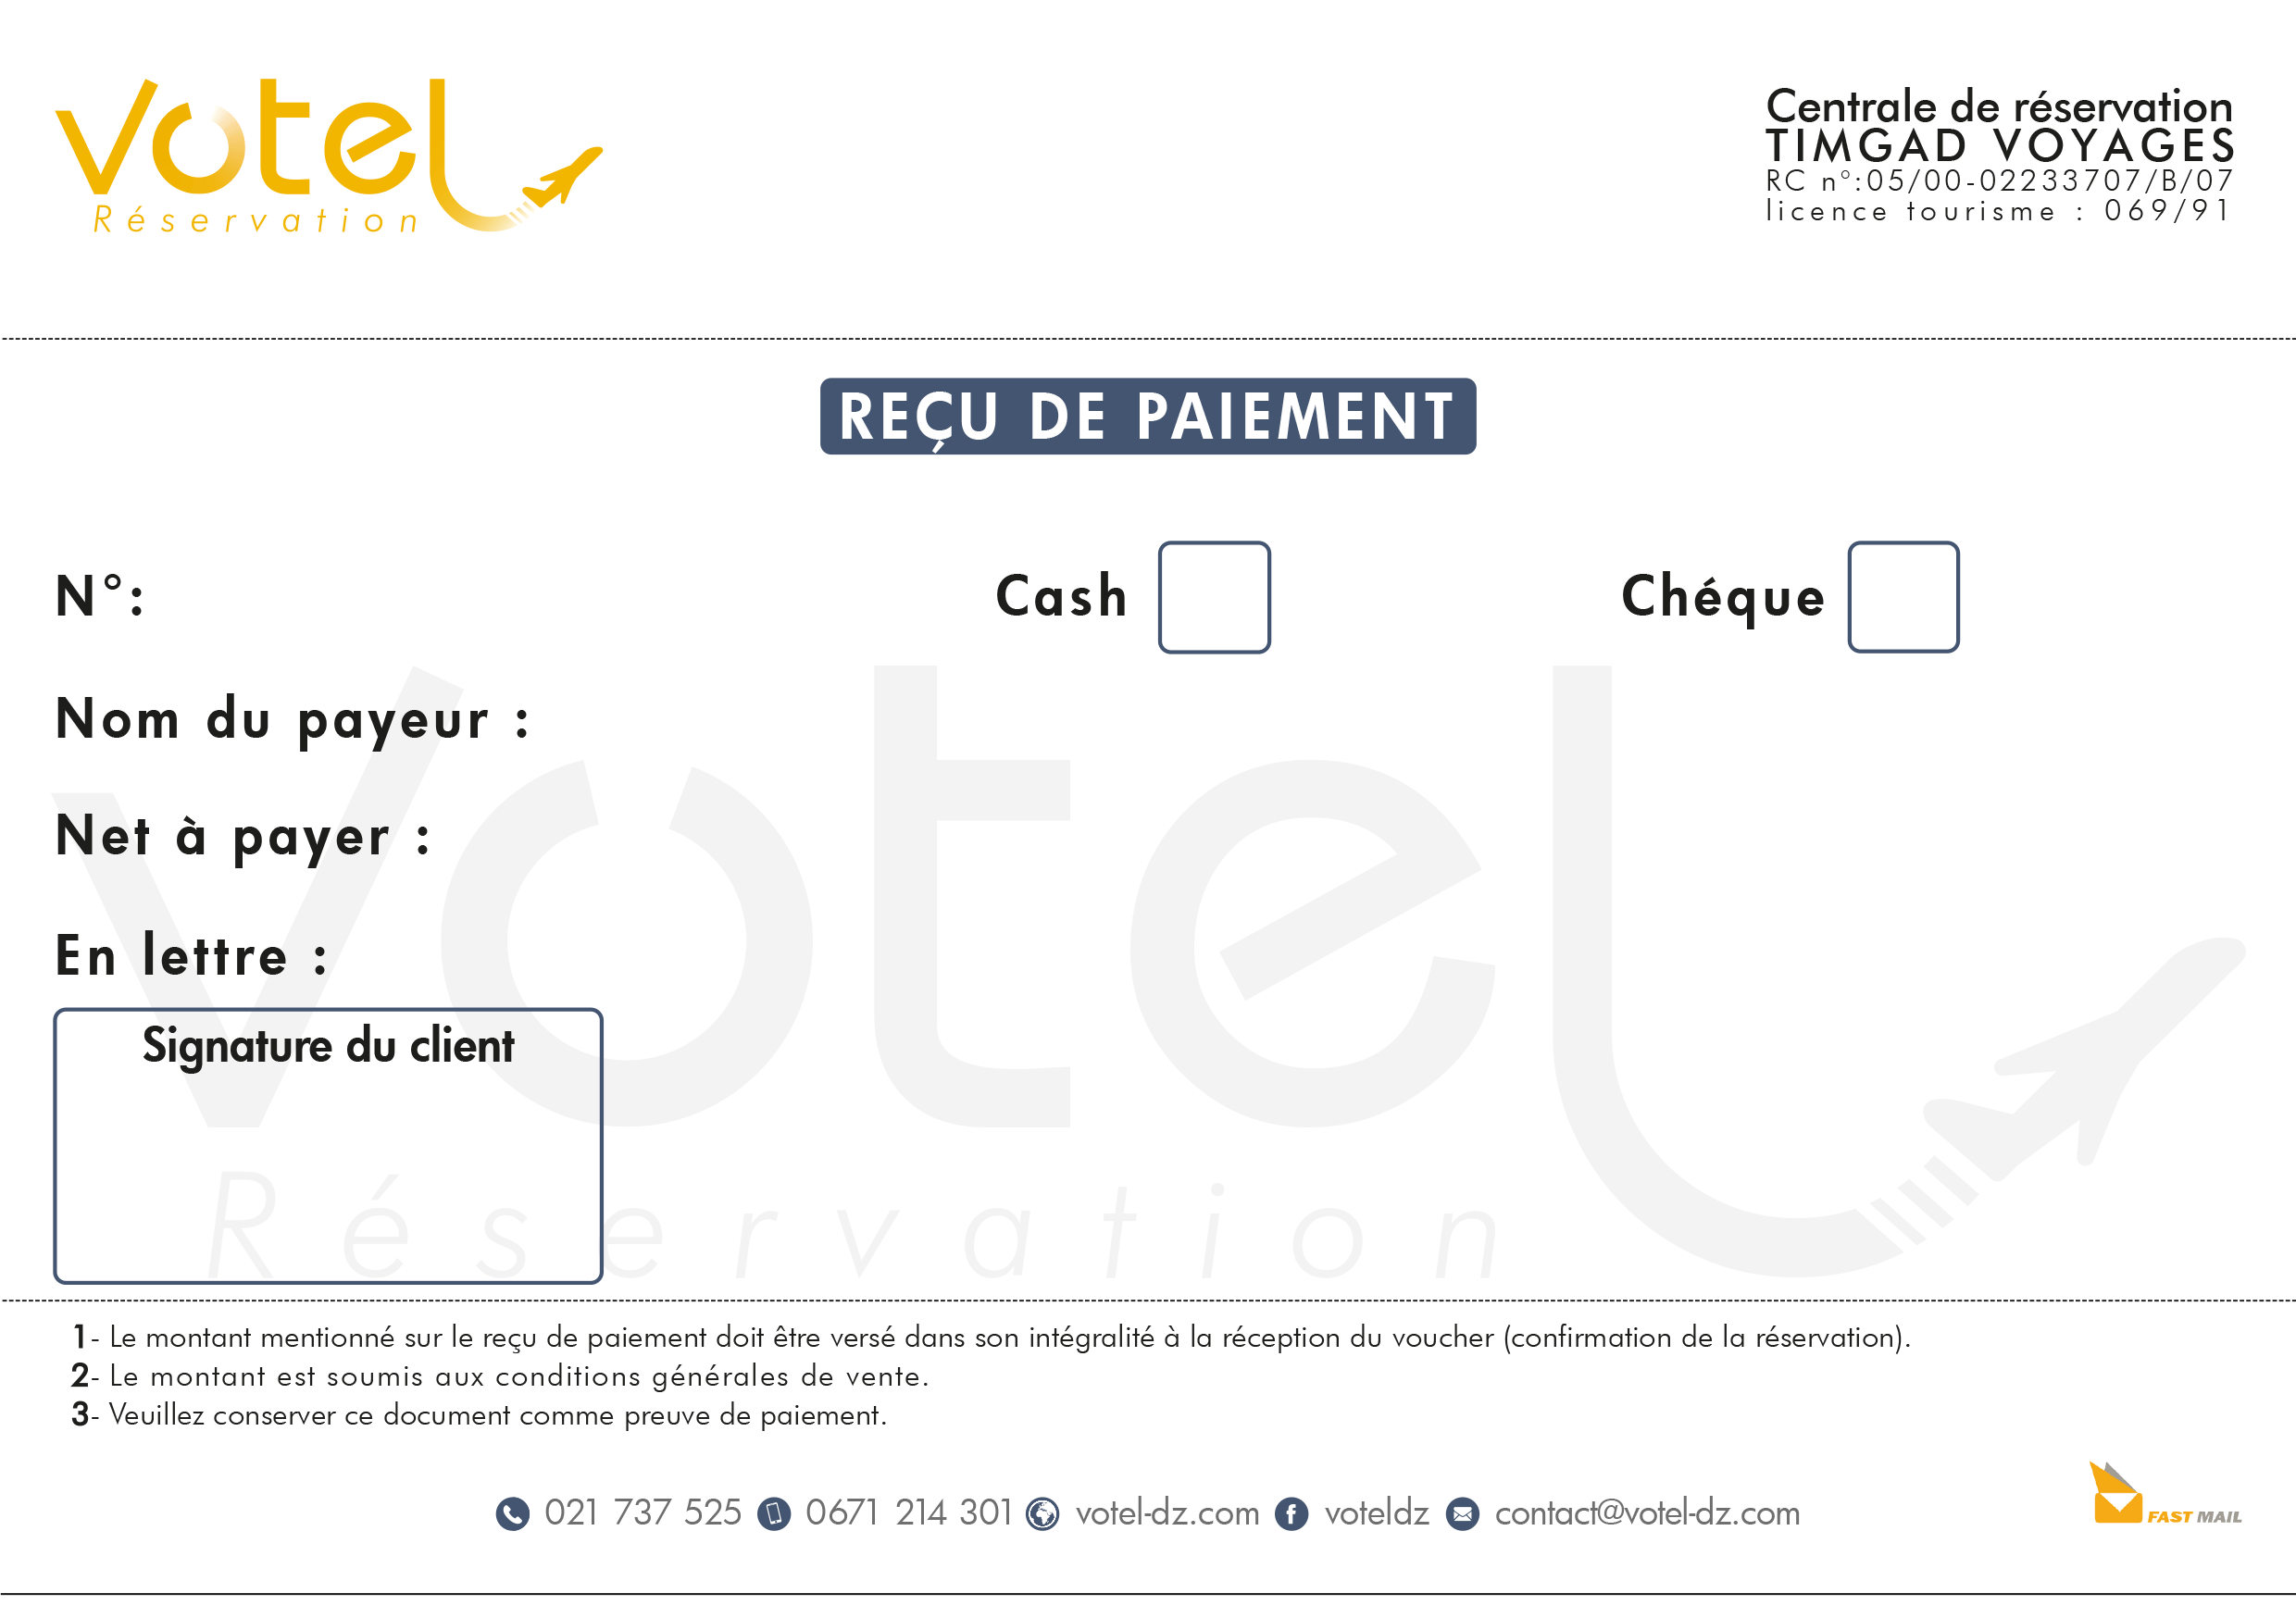 votel
Réservation
Centrale de réservation
TIMGAD VOYAGES
RC n°:05/00-02233707/B/07
licence tourisme : 069/91
REÇU DE PAIEMENT
N°:
Cash
Chéque
Nom du payeur :
Net à payer :
En lettre :
Signature du client
votel
Réservation
1- Le montant mentionné sur le reçu de paiement doit être versé dans son intégralité à la réception du voucher (confirmation de la réservation).
2- Le montant est soumis aux conditions générales de vente.
3- Veuillez conserver ce document comme preuve de paiement.
021 737 525 0671 214 301 votel-dz.com voteldz contact@votel-dz.com
FAST MAIL